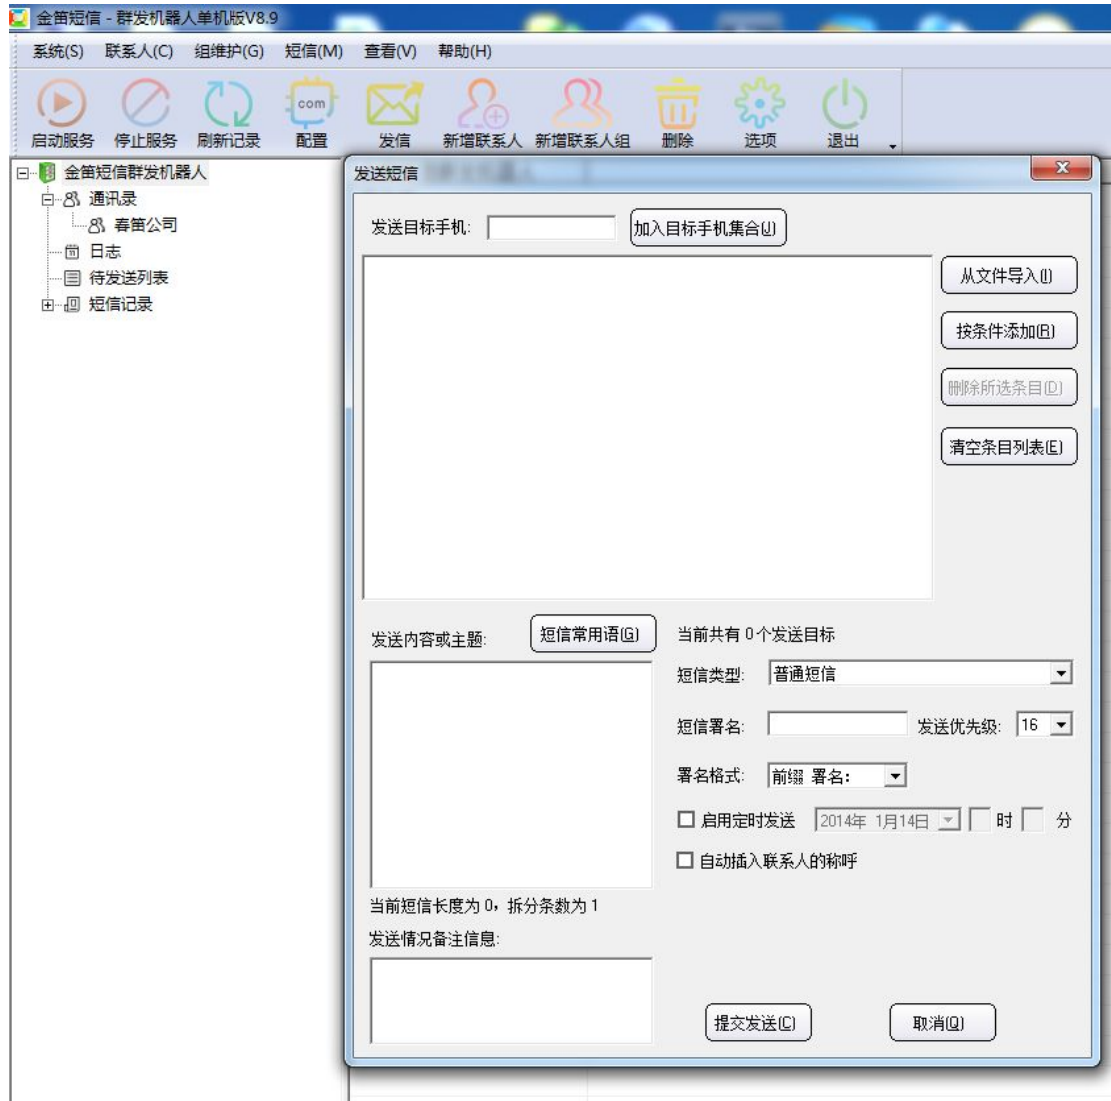 金笛短信 - 群发机器人单机版V8.9
系统(S) 联系人(C) 组维护(G) 短信(M) 查看(V) 帮助(H)
com
启动服务 停止服务 刷新记录 配置 发信 新增联系人 新增联系人组 删除 选项 退出
金笛短信群发机器人
通讯录
春笛公司
日志
待发送列表
短信记录
发送短信
发送目标手机: 加入目标手机集合(J)
从文件导入(I)
按条件添加(R)
删除所选条目(D)
清空条目列表(E)
发送内容或主题: 短信常用语(G) 当前共有 0个发送目标
短信类型: 普通短信
短信署名: 发送优先级: 16
署名格式: 前缀 署名:
启用定时发送 2014年 1月14日 时 分
自动插入联系人的称呼
当前短信长度为 0, 拆分条数为 1
发送情况备注信息:
提交发送(C) 取消(Q)